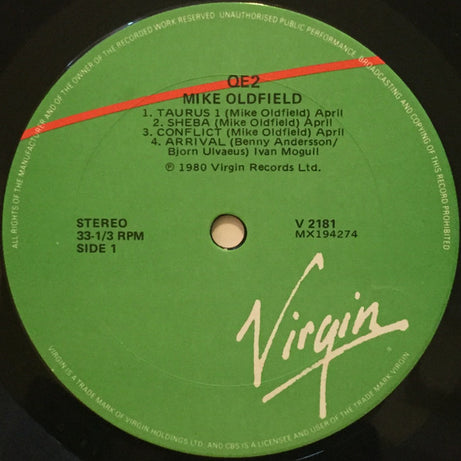 QE2
MIKE OLDFIELD
1. TAURUS 1 (Mike Oldfield) April
2. SHEBA (Mike Oldfield) April
3. CONFLICT (Mike Oldfield) April
4. ARRIVAL (Benny Andersson/
Bjorn Ulvaeus) Ivan Mogull
℗ 1980 Virgin Records Ltd.
STEREO
33-1/3 RPM
SIDE 1
V 2181
MX194274
Virgin
ALL RIGHTS OF THE MANUFACTURER AND OF THE OWNER OF THE RECORDED WORK RESERVED. UNAUTHORISED PUBLIC PERFORMANCE, BROADCASTING AND COPYING OF THIS RECORD PROHIBITED
VIRGIN IS A TRADE MARK OF VIRGIN HOLDINGS LTD. AND CBS IS A LICENSEE AND USER OF THE TRADE MARK VIRGIN